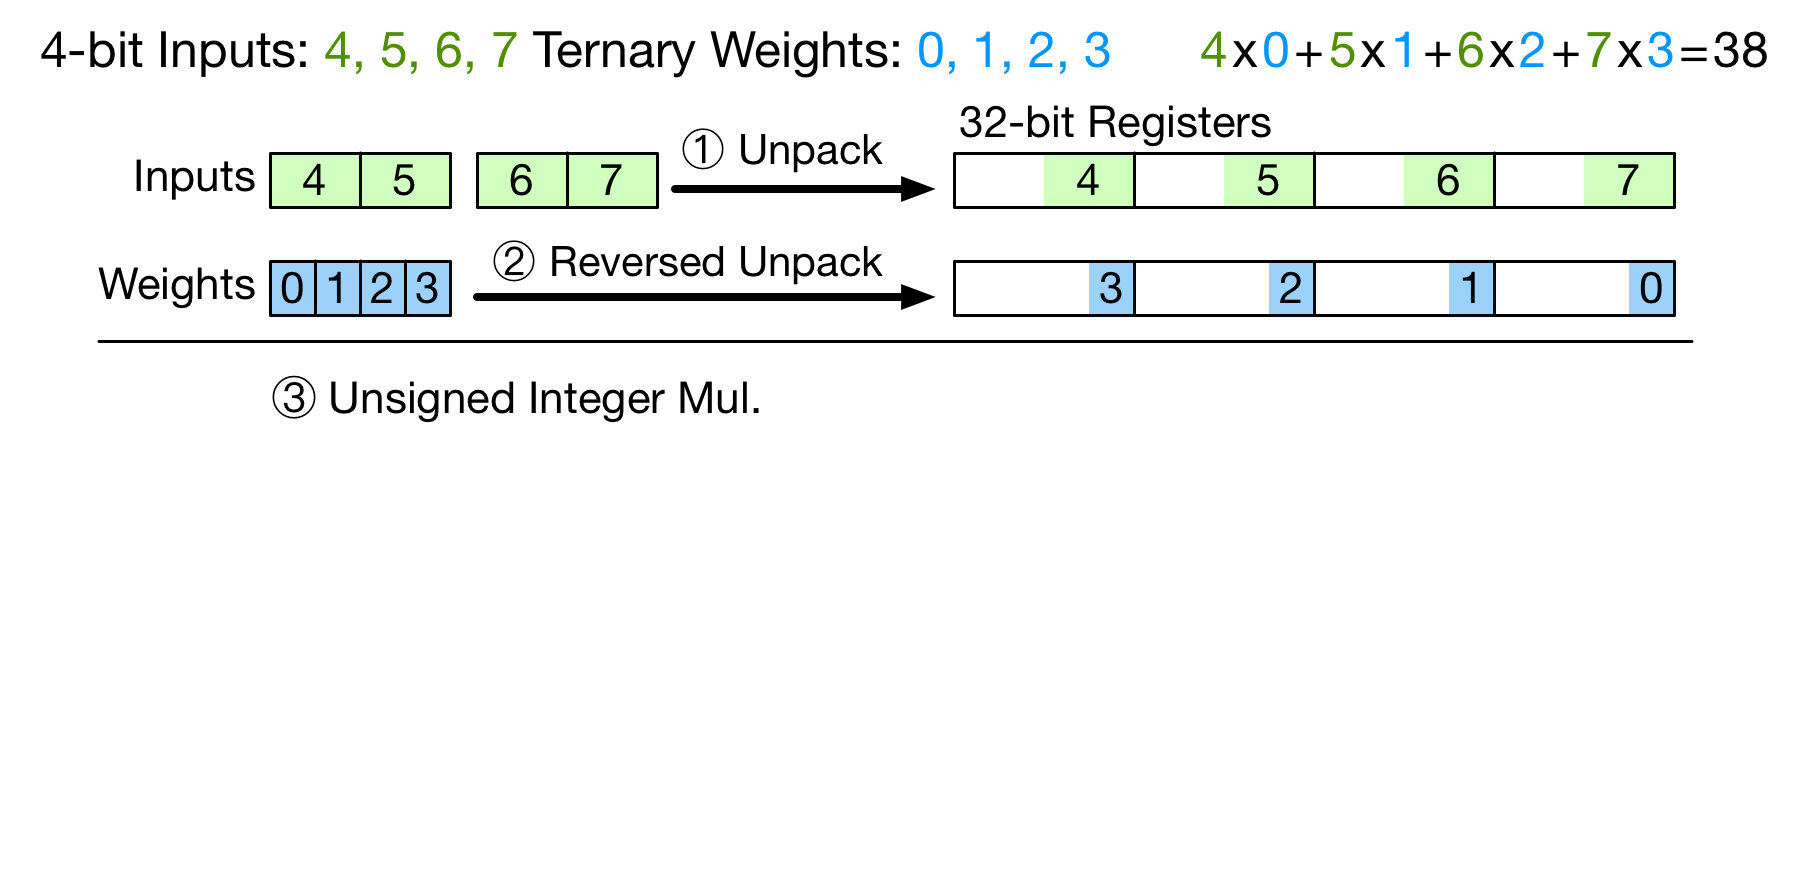 4-bit Inputs: 4, 5, 6, 7 Ternary Weights: 0, 1, 2, 3 4x0+5x1+6x2+7x3=38
32-bit Registers
Inputs 4 5 6 7 ① Unpack 4 5 6 7
Weights 0 1 2 3 ② Reversed Unpack 3 2 1 0
③ Unsigned Integer Mul.